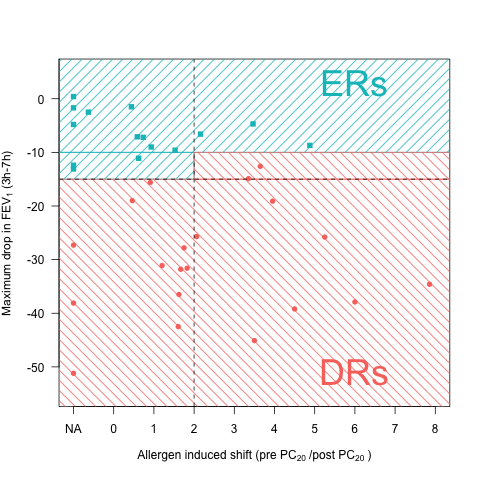 ERs
0
-10
-20
-30
-40
-50
Maximum drop in FEV₁ (3h-7h)
DRs
NA 0 1 2 3 4 5 6 7 8
Allergen induced shift (pre PC₂₀ /post PC₂₀ )